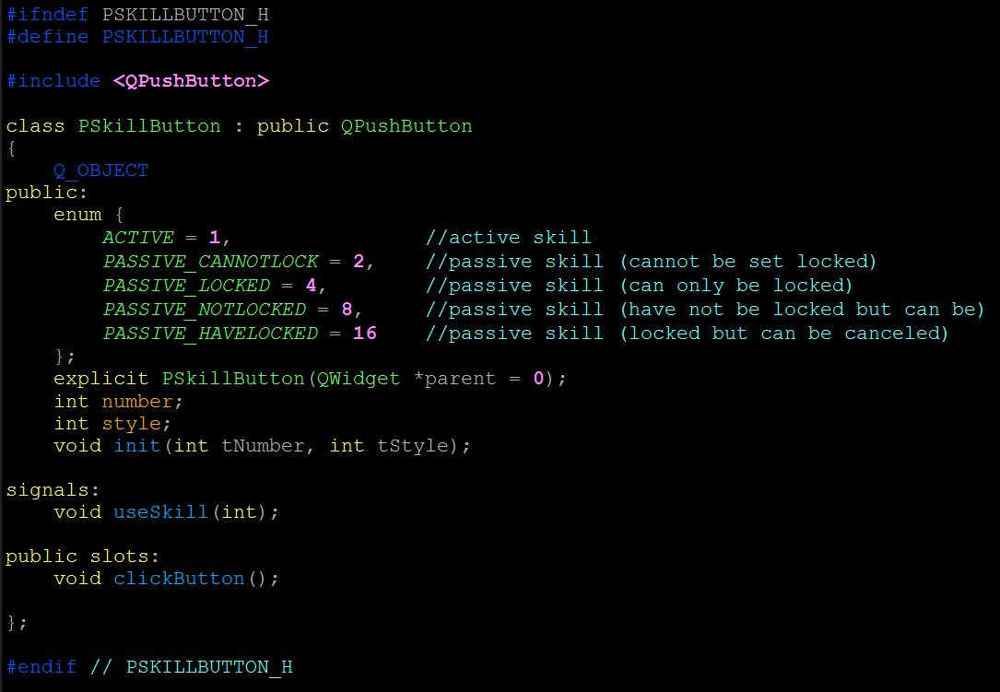 #ifndef PSKILLBUTTON_H
#define PSKILLBUTTON_H

#include <QPushButton>

class PSkillButton : public QPushButton
{
    Q_OBJECT
public:
    enum {
        ACTIVE = 1,                //active skill
        PASSIVE_CANNOTLOCK = 2,    //passive skill (cannot be set locked)
        PASSIVE_LOCKED = 4,        //passive skill (can only be locked)
        PASSIVE_NOTLOCKED = 8,     //passive skill (have not be locked but can be)
        PASSIVE_HAVELOCKED = 16    //passive skill (locked but can be canceled)
    };
    explicit PSkillButton(QWidget *parent = 0);
    int number;
    int style;
    void init(int tNumber, int tStyle);

signals:
    void useSkill(int);

public slots:
    void clickButton();

};

#endif // PSKILLBUTTON_H